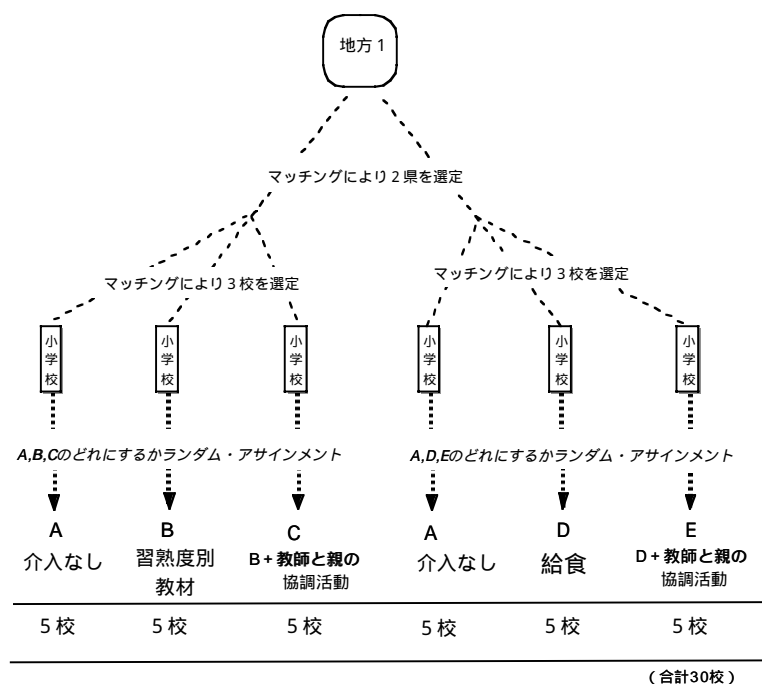 地方1
マッチングにより2県を選定
マッチングにより3校を選定
マッチングにより3校を選定
小学校
小学校
小学校
小学校
小学校
小学校
A,B,Cのどれにするかランダム・アサインメント
A,D,Eのどれにするかランダム・アサインメント
A
介入なし
B
習熟度別
教材
C
B+教師と親の
協調活動
A
介入なし
D
給食
E
D+教師と親の
協調活動
5校
5校
5校
5校
5校
5校
(合計30校)